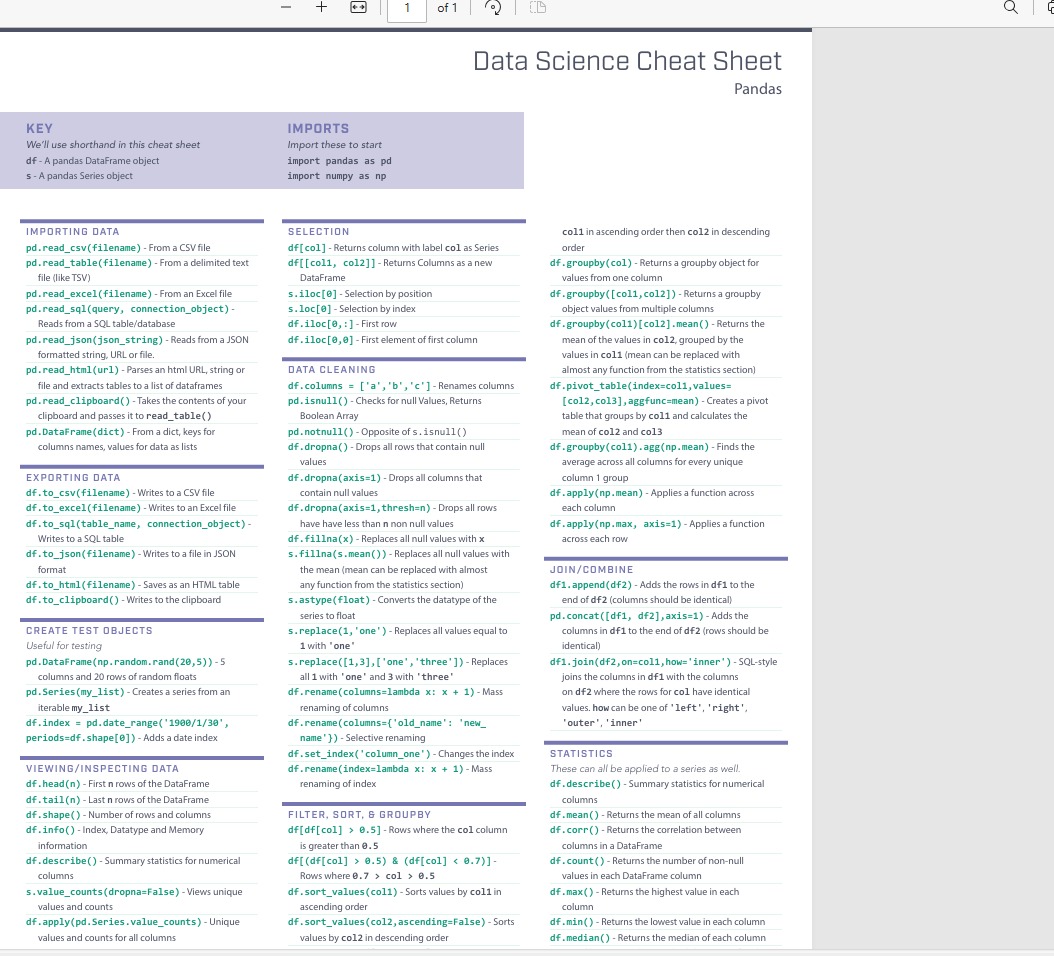 1 of 1
Data Science Cheat Sheet
Pandas
KEY
We'll use shorthand in this cheat sheet
df - A pandas DataFrame object
s - A pandas Series object
IMPORTS
Import these to start
import pandas as pd
import numpy as np
IMPORTING DATA
pd.read_csv(filename) - From a CSV file
pd.read_table(filename) - From a delimited text
file (like TSV)
pd.read_excel(filename) - From an Excel file
pd.read_sql(query, connection_object) -
Reads from a SQL table/database
pd.read_json(json_string) - Reads from a JSON
formatted string, URL or file.
pd.read_html(url) - Parses an html URL, string or
file and extracts tables to a list of dataframes
pd.read_clipboard() - Takes the contents of your
clipboard and passes it to read_table()
pd.DataFrame(dict) - From a dict, keys for
columns names, values for data as lists
EXPORTING DATA
df.to_csv(filename) - Writes to a CSV file
df.to_excel(filename) - Writes to an Excel file
df.to_sql(table_name, connection_object) -
Writes to a SQL table
df.to_json(filename) - Writes to a file in JSON
format
df.to_html(filename) - Saves as an HTML table
df.to_clipboard() - Writes to the clipboard
CREATE TEST OBJECTS
Useful for testing
pd.DataFrame(np.random.rand(20,5)) - 5
columns and 20 rows of random floats
pd.Series(my_list) - Creates a series from an
iterable my_list
df.index = pd.date_range('1900/1/30',
periods=df.shape[0]) - Adds a date index
VIEWING/INSPECTING DATA
df.head(n) - First n rows of the DataFrame
df.tail(n) - Last n rows of the DataFrame
df.shape() - Number of rows and columns
df.info() - Index, Datatype and Memory
information
df.describe() - Summary statistics for numerical
columns
s.value_counts(dropna=False) - Views unique
values and counts
df.apply(pd.Series.value_counts) - Unique
values and counts for all columns
SELECTION
df[col] - Returns column with label col as Series
df[[col1, col2]] - Returns Columns as a new
DataFrame
s.iloc[0] - Selection by position
s.loc[0] - Selection by index
df.iloc[0,:] - First row
df.iloc[0,0] - First element of first column
DATA CLEANING
df.columns = ['a','b','c'] - Renames columns
pd.isnull() - Checks for null Values, Returns
Boolean Array
pd.notnull() - Opposite of s.isnull()
df.dropna() - Drops all rows that contain null
values
df.dropna(axis=1) - Drops all columns that
contain null values
df.dropna(axis=1,thresh=n) - Drops all rows
have have less than n non null values
df.fillna(x) - Replaces all null values with x
s.fillna(s.mean()) - Replaces all null values with
the mean (mean can be replaced with almost
any function from the statistics section)
s.astype(float) - Converts the datatype of the
series to float
s.replace(1,'one') - Replaces all values equal to
1 with 'one'
s.replace([1,3],['one','three']) - Replaces
all 1 with 'one' and 3 with 'three'
df.rename(columns=lambda x: x + 1) - Mass
renaming of columns
df.rename(columns={'old_name': 'new_
name'}) - Selective renaming
df.set_index('column_one') - Changes the index
df.rename(index=lambda x: x + 1) - Mass
renaming of index
FILTER, SORT, & GROUPBY
df[df[col] > 0.5] - Rows where the col column
is greater than 0.5
df[(df[col] > 0.5) & (df[col] < 0.7)] -
Rows where 0.7 > col > 0.5
df.sort_values(col1) - Sorts values by col1 in
ascending order
df.sort_values(col2,ascending=False) - Sorts
values by col2 in descending order
col1 in ascending order then col2 in descending
order
df.groupby(col) - Returns a groupby object for
values from one column
df.groupby([col1,col2]) - Returns a groupby
object values from multiple columns
df.groupby(col1)[col2].mean() - Returns the
mean of the values in col2, grouped by the
values in col1 (mean can be replaced with
almost any function from the statistics section)
df.pivot_table(index=col1,values=
[col2,col3],aggfunc=mean) - Creates a pivot
table that groups by col1 and calculates the
mean of col2 and col3
df.groupby(col1).agg(np.mean) - Finds the
average across all columns for every unique
column 1 group
df.apply(np.mean) - Applies a function across
each column
df.apply(np.max, axis=1) - Applies a function
across each row
JOIN/COMBINE
df1.append(df2) - Adds the rows in df1 to the
end of df2 (columns should be identical)
pd.concat([df1, df2],axis=1) - Adds the
columns in df1 to the end of df2 (rows should be
identical)
df1.join(df2,on=col1,how='inner') - SQL-style
joins the columns in df1 with the columns
on df2 where the rows for col have identical
values. how can be one of 'left', 'right',
'outer', 'inner'
STATISTICS
These can all be applied to a series as well.
df.describe() - Summary statistics for numerical
columns
df.mean() - Returns the mean of all columns
df.corr() - Returns the correlation between
columns in a DataFrame
df.count() - Returns the number of non-null
values in each DataFrame column
df.max() - Returns the highest value in each
column
df.min() - Returns the lowest value in each column
df.median() - Returns the median of each column